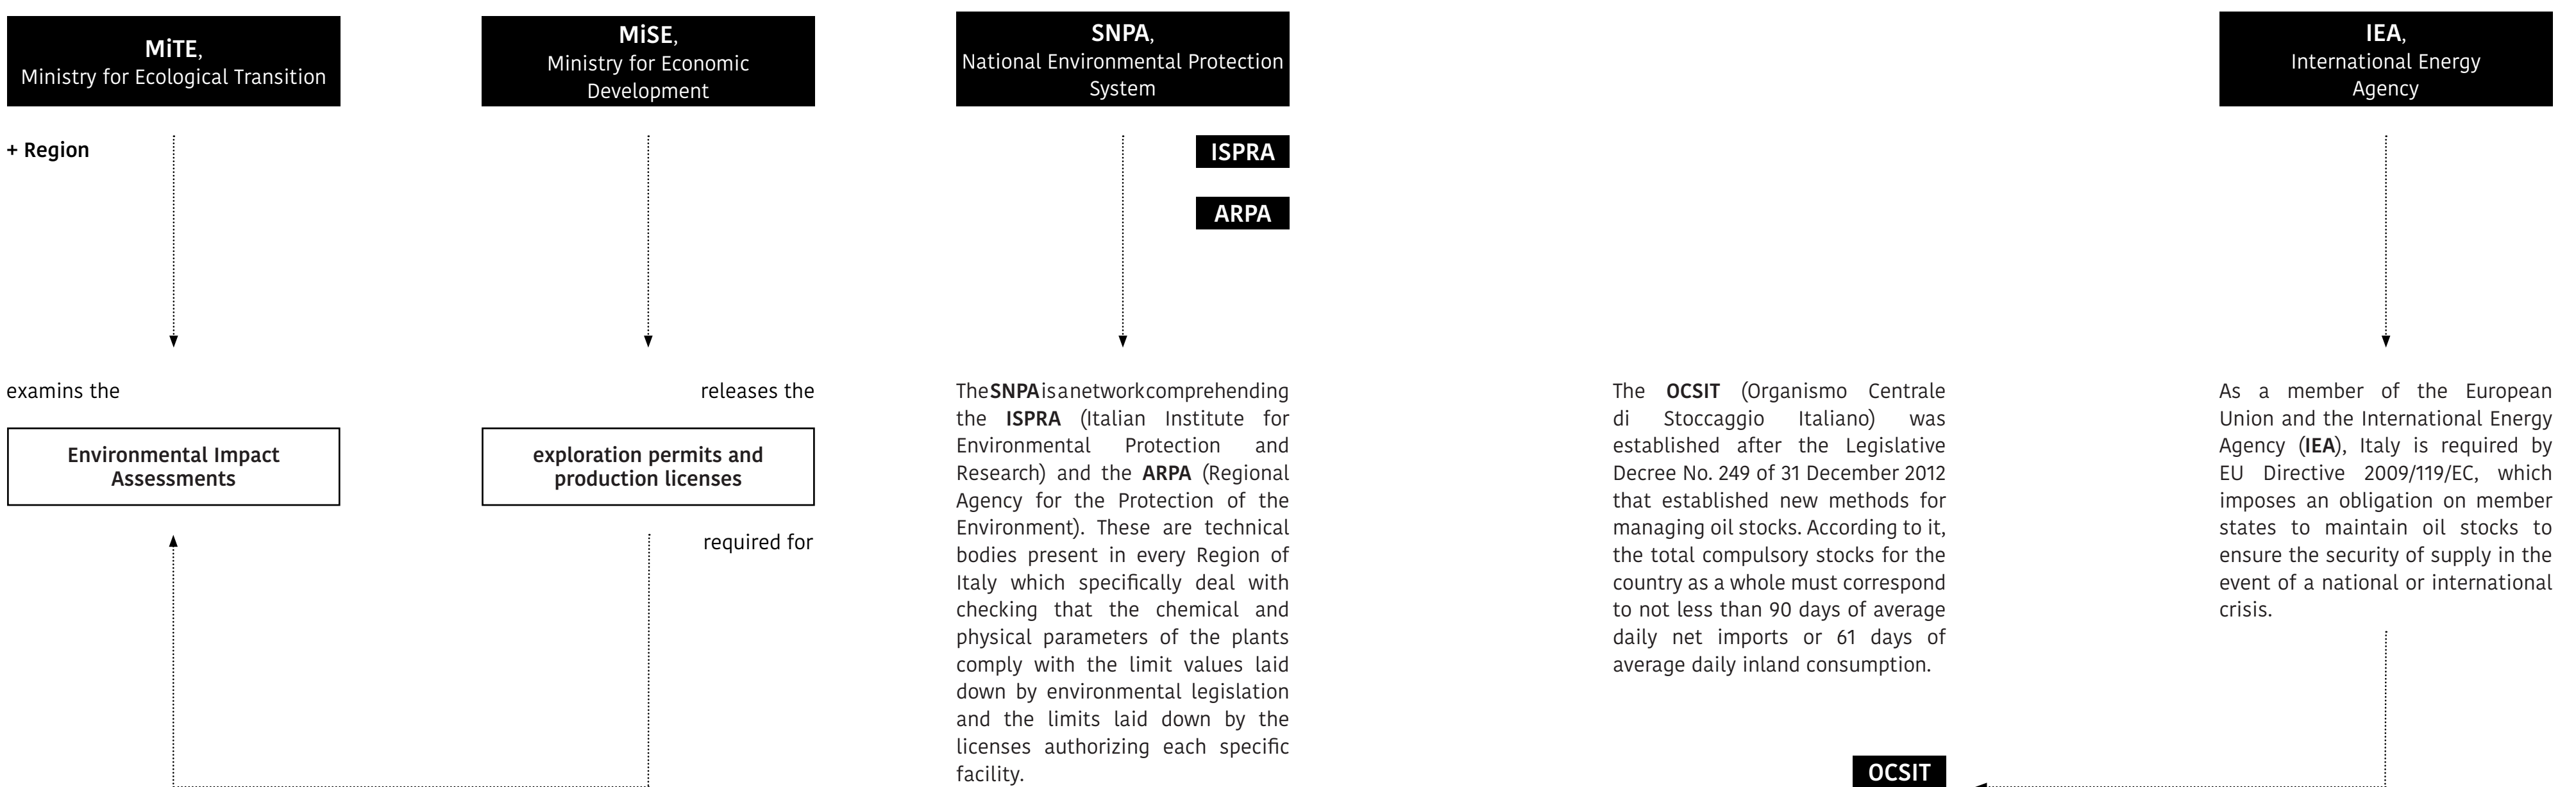 MiTE,
Ministry for Ecological Transition
+ Region
examins the
Environmental Impact
Assessments
MiSE,
Ministry for Economic
Development
releases the
exploration permits and
production licenses
required for
SNPA,
National Environmental Protection
System
ISPRA
ARPA
The SNPA is a network comprehending
the ISPRA (Italian Institute for
Environmental Protection and
Research) and the ARPA (Regional
Agency for the Protection of the
Environment). These are technical
bodies present in every Region of
Italy which specifically deal with
checking that the chemical and
physical parameters of the plants
comply with the limit values laid
down by environmental legislation
and the limits laid down by the
licenses authorizing each specific
facility.
The OCSIT (Organismo Centrale
di Stoccaggio Italiano) was
established after the Legislative
Decree No. 249 of 31 December 2012
that established new methods for
managing oil stocks. According to it,
the total compulsory stocks for the
country as a whole must correspond
to not less than 90 days of average
daily net imports or 61 days of
average daily inland consumption.
OCSIT
IEA,
International Energy
Agency
As a member of the European
Union and the International Energy
Agency (IEA), Italy is required by
EU Directive 2009/119/EC, which
imposes an obligation on member
states to maintain oil stocks to
ensure the security of supply in the
event of a national or international
crisis.